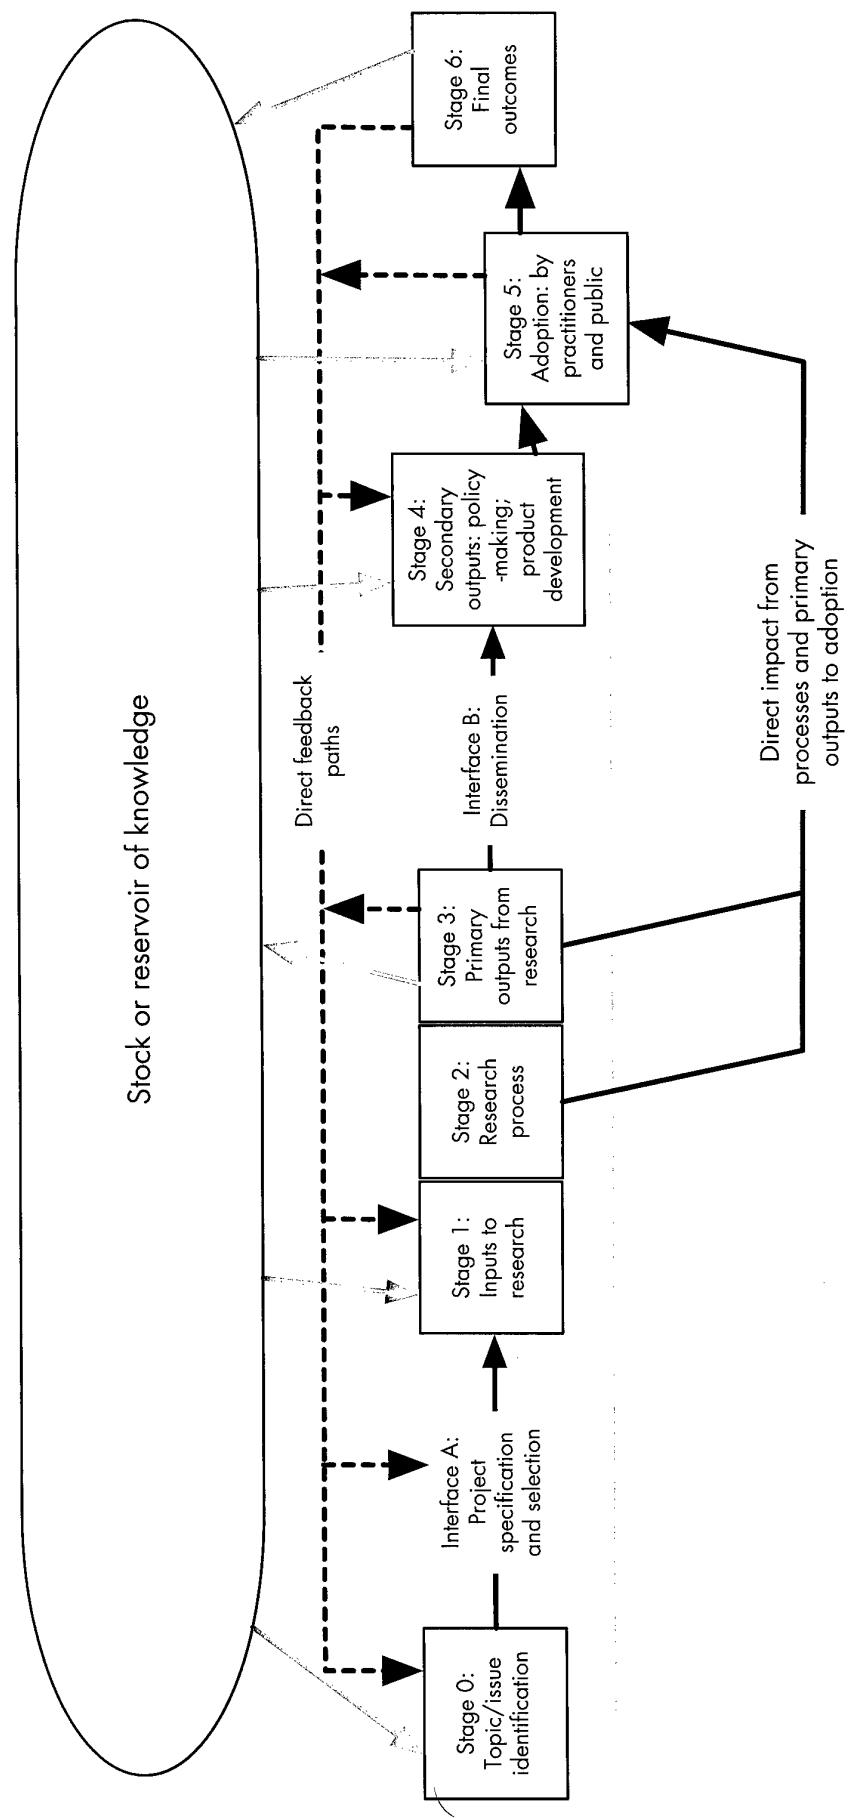 Stock or reservoir of knowledge
Direct feedback
paths
Stage 0:
Topic/issue
identification
Interface A:
Project
specification
and selection
Stage 1:
Inputs to
research
Stage 2:
Research
process
Stage 3:
Primary
outputs from
research
Interface B:
Dissemination
Stage 4:
Secondary
outputs: policy
-making;
product
development
Stage 5:
Adoption: by
practitioners
and public
Stage 6:
Final
outcomes
Direct impact from
processes and primary
outputs to adoption